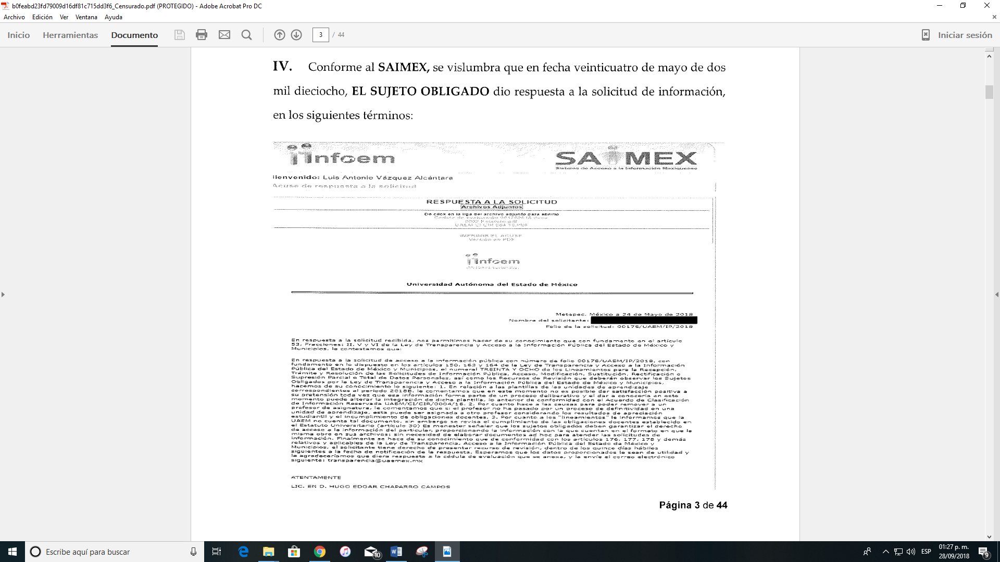 b0feabd23fd79009d16df81c715dd3f6_Censurado.pdf (PROTEGIDO) - Adobe Acrobat Pro DC
Archivo Edición Ver Ventana Ayuda
Inicio Herramientas Documento 3 / 44 Iniciar sesión
IV. Conforme al SAIMEX, se vislumbra que en fecha veinticuatro de mayo de dos
mil dieciocho, EL SUJETO OBLIGADO dio respuesta a la solicitud de información,
en los siguientes términos:
infoem SAIMEX
Sistema de Acceso a la Información Mexiquense
Bienvenido: Luis Antonio Vázquez Alcántara
Acuse de respuesta a la solicitud
RESPUESTA A LA SOLICITUD
Archivos Adjuntos
De click en la liga del archivo adjunto para abrirlo
IMPRIMIR EL ACUSE
Versión en PDF
infoem
Universidad Autónoma del Estado de México
Metepec, México a 24 de Mayo de 2018
Nombre del solicitante:
Folio de la solicitud: 00176/UAEM/IP/2018
En respuesta a la solicitud recibida, nos permitimos hacer de su conocimiento que con fundamento en el artículo
53, Fracciones: II, V y VI de la Ley de Transparencia y Acceso a la Información Pública del Estado de México y
Municipios, le contestamos que:
En respuesta a la solicitud de acceso a la información pública con número de folio 00176/UAEM/IP/2018, con
fundamento en lo dispuesto en los artículos 150, 163 y 164 de la Ley de Transparencia y Acceso a la Información
Pública del Estado de México y Municipios, el numeral TREINTA Y OCHO de los Lineamientos para la Recepción,
Trámite y Resolución de las Solicitudes de Información Pública, Acceso, Modificación, Sustitución, Rectificación o
Supresión Parcial o Total de Datos Personales, así como los Recursos de Revisión que deberán observar los Sujetos
Obligados por la Ley de Transparencia y Acceso a la Información Pública del Estado de México y Municipios,
hacemos de su conocimiento lo siguiente: 1. En relación a las plantillas de las unidades de aprendizaje
correspondientes al periodo 2018B, le comentamos que en este momento no es posible dar satisfacción positiva a
su pretensión toda vez que esa información forma parte de un proceso deliberativo y el dar a conocerla en este
momento puede alterar la integración de dicha plantilla, lo anterior de conformidad con el Acuerdo de Clasificación
de Información Reservada UAEM/CI/CIR/0004/18. 2. Por cuanto hace a las causas para poder remover a un
profesor de asignatura, le comentamos que si el profesor no ha pasado por un proceso de definitividad en una
unidad de aprendizaje, esta puede ser asignada a otro profesor considerando los resultados de apreciación
estudiantil y el incumplimiento de obligaciones docentes. 3. Por cuanto a los "lineamientos" le informamos que la
UAEM no cuenta tal documento, sin embargo se revisa el cumplimiento de las obligaciones docentes establecido en
el Estatuto Universitario (artículo 30) Es menester señalar que los sujetos obligados deben garantizar el derecho
de acceso a la información del particular, proporcionando la información con la que cuentan en el formato en que la
misma obre en sus archivos; sin necesidad de elaborar documentos ad hoc para atender las solicitudes de
información. Finalmente se hace de su conocimiento que de conformidad con los artículos 176, 177, 178 y demás
relativos y aplicables de la Ley de Transparencia, Acceso a la Información Pública del Estado de México y
Municipios, el solicitante tiene derecho de presentar recurso de revisión, dentro de los quince días hábiles
siguientes a la fecha de notificación de la respuesta. Esperamos que los datos proporcionados le sean de utilidad y
le agradeceríamos que diera respuesta a la cédula de evaluación que se anexa, y la envíe al correo electrónico
siguiente: transparencia@uaemex.mx
ATENTAMENTE
LIC. EN D. HUGO EDGAR CHAPARRO CAMPOS
Página 3 de 44
Escribe aquí para buscar
10
ESP
01:27 p. m.
28/09/2018
9